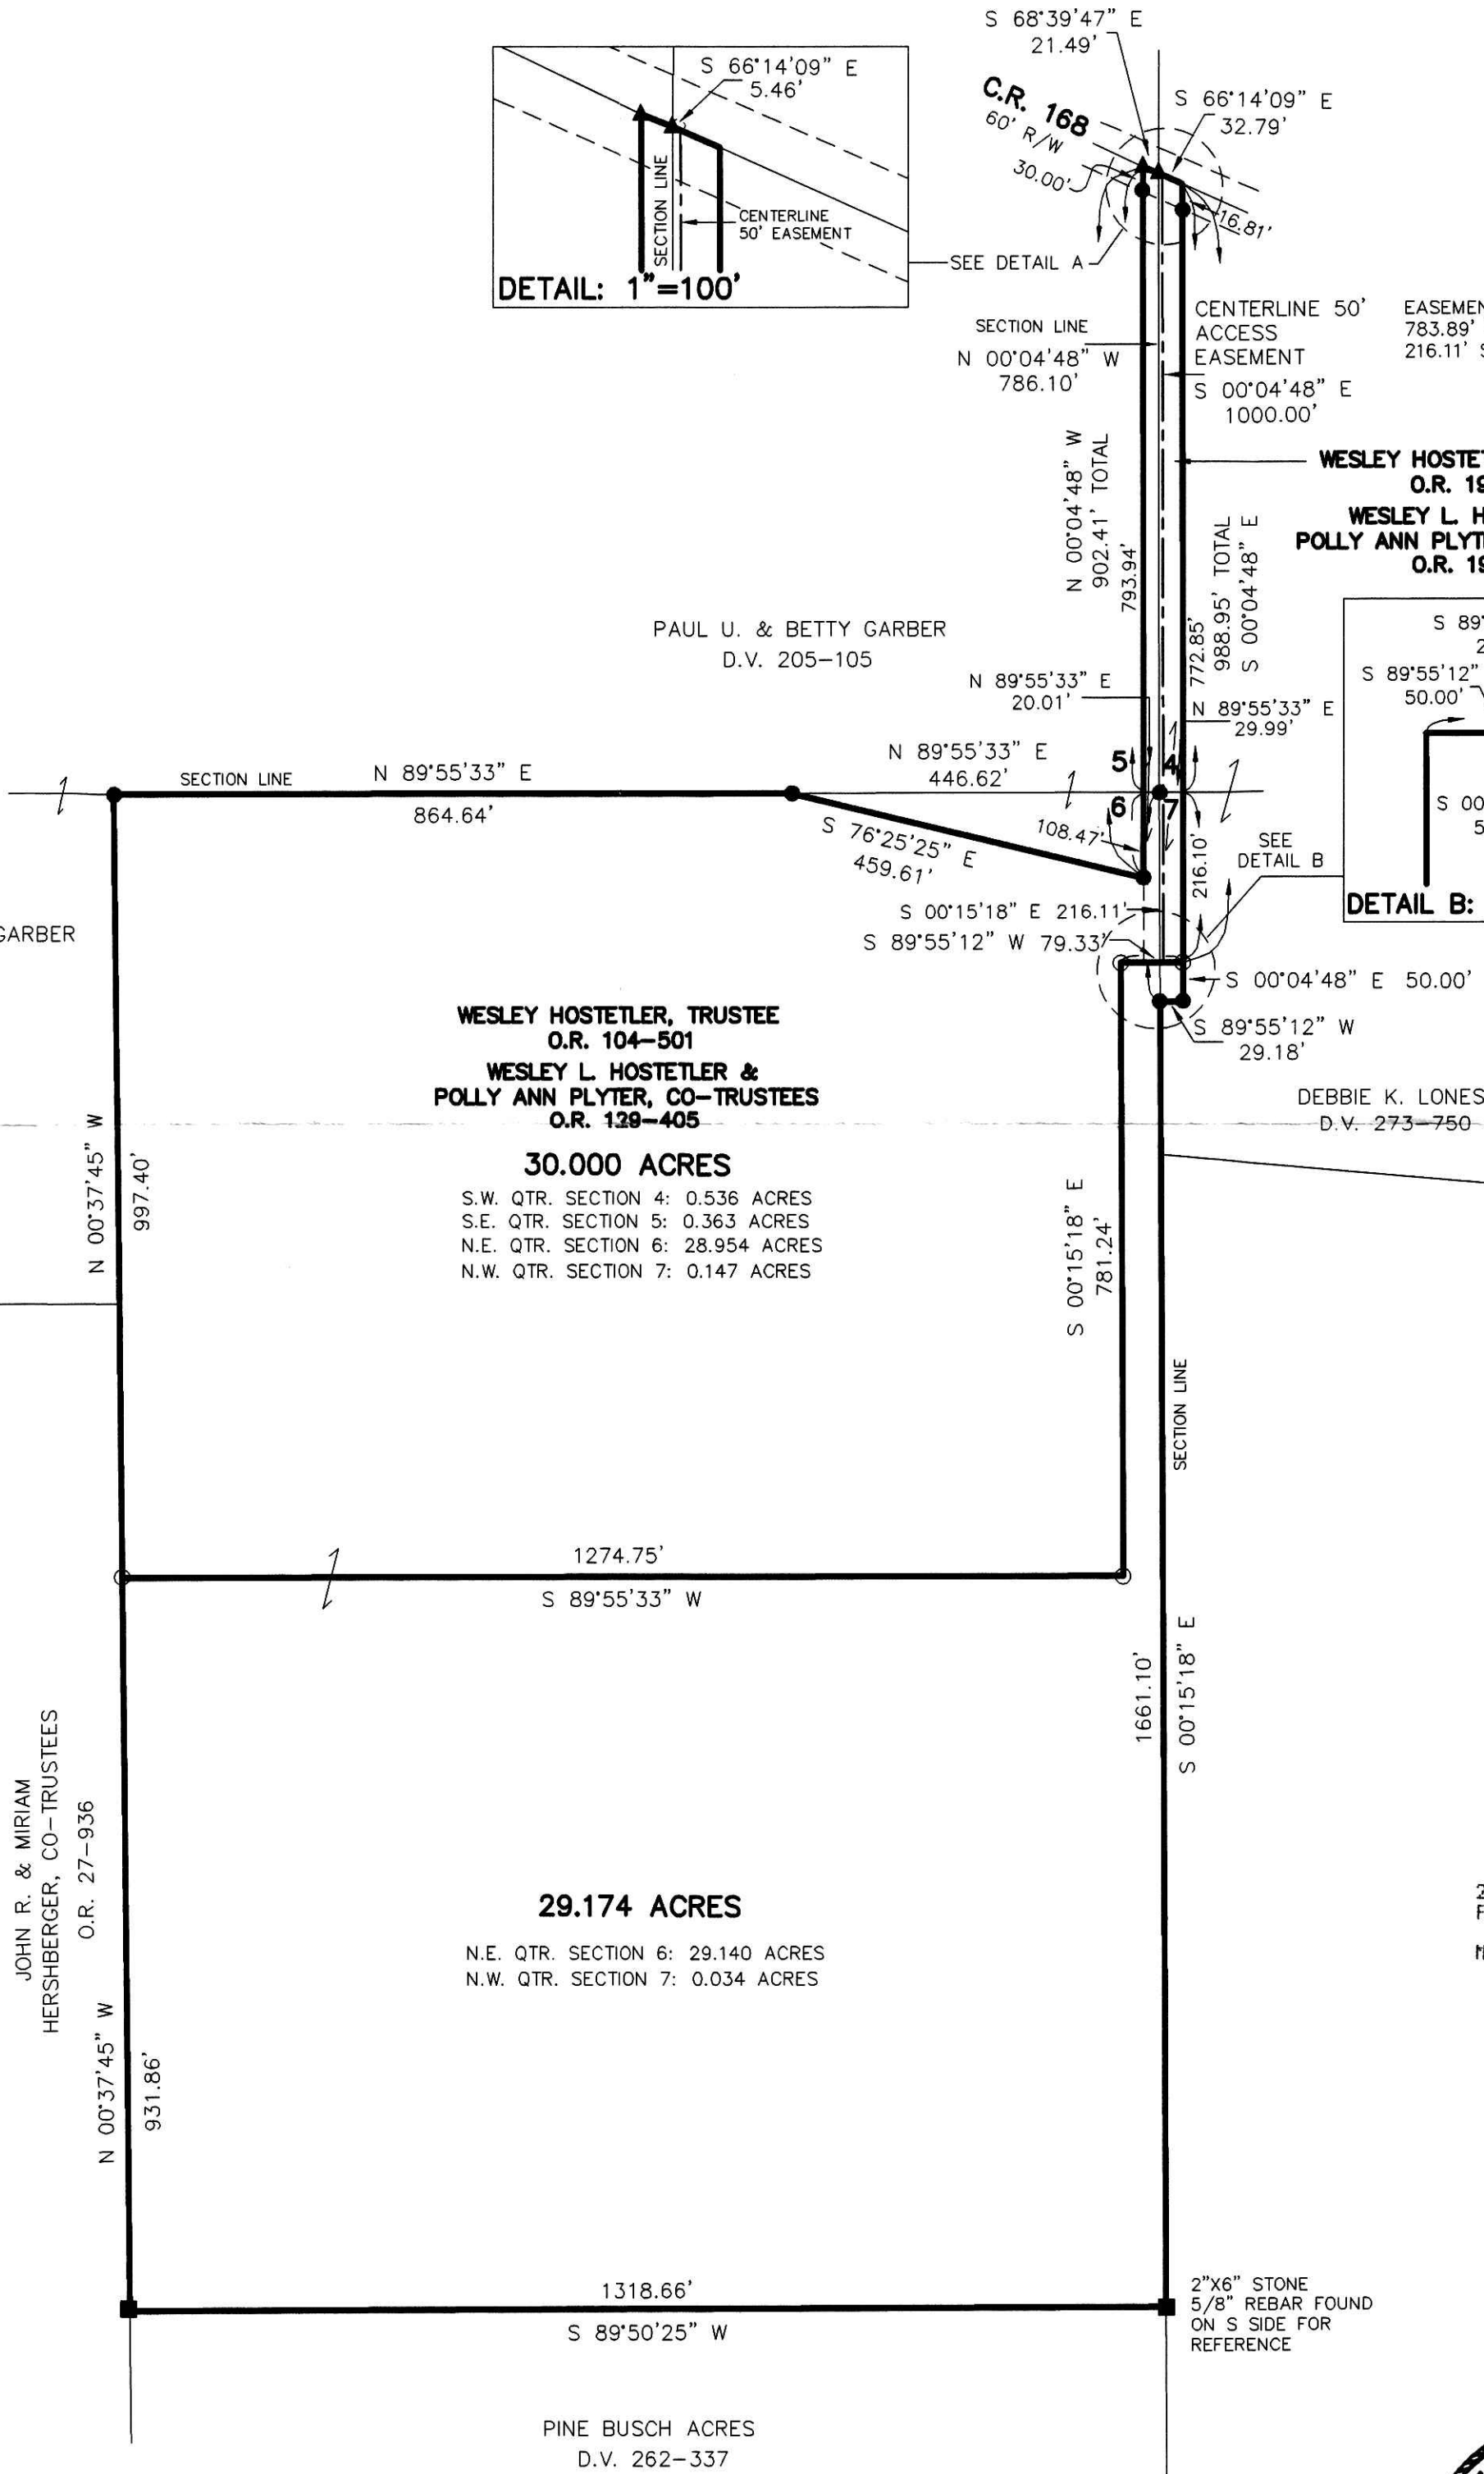 S 68°39'47" E
21.49'
S 66°14'09" E
5.46'
SECTION LINE
CENTERLINE
50' EASEMENT
DETAIL: 1"=100'
C.R. 168
60' R/W
30.00'
S 66°14'09" E
32.79'
16.81'
SEE DETAIL A
SECTION LINE
N 00°04'48" W
786.10'
CENTERLINE 50'
ACCESS
EASEMENT
S 00°04'48" E
1000.00'
783.89'
216.11'
N 00°04'48" W
902.41' TOTAL
793.94'
772.85'
988.95' TOTAL
S 00°04'48" E
WESLEY
O.R.
WESLEY L.
POLLY ANN
O.R.
PAUL U. & BETTY GARBER
D.V. 205-105
N 89°55'33" E
20.01'
N 89°55'33" E
29.99'
S 89°
S 89°55'12"
50.00'
S 00
DETAIL B:
SECTION LINE
N 89°55'33" E
864.64'
N 89°55'33" E
446.62'
5 4
6 7
S 76°25'25" E
459.61'
108.47'
216.10'
SEE
DETAIL B
S 00°15'18" E 216.11'
S 89°55'12" W 79.33'
S 00°04'48" E 50.00'
S 89°55'12" W
29.18'
GARBER
WESLEY HOSTETLER, TRUSTEE
O.R. 104-501
WESLEY L. HOSTETLER &
POLLY ANN PLYTER, CO-TRUSTEES
O.R. 129-405
30.000 ACRES
S.W. QTR. SECTION 4: 0.536 ACRES
S.E. QTR. SECTION 5: 0.363 ACRES
N.E. QTR. SECTION 6: 28.954 ACRES
N.W. QTR. SECTION 7: 0.147 ACRES
DEBBIE K. LONES
D.V. 273-750
N 00°37'45" W
997.40'
S 00°15'18" E
781.24'
SECTION LINE
1274.75'
S 89°55'33" W
1661.10'
S 00°15'18" E
JOHN R. & MIRIAM
HERSHBERGER, CO-TRUSTEES
O.R. 27-936
29.174 ACRES
N.E. QTR. SECTION 6: 29.140 ACRES
N.W. QTR. SECTION 7: 0.034 ACRES
N 00°37'45" W
931.86'
1318.66'
S 89°50'25" W
2"X6" STONE
5/8" REBAR FOUND
ON S SIDE FOR
REFERENCE
PINE BUSCH ACRES
D.V. 262-337